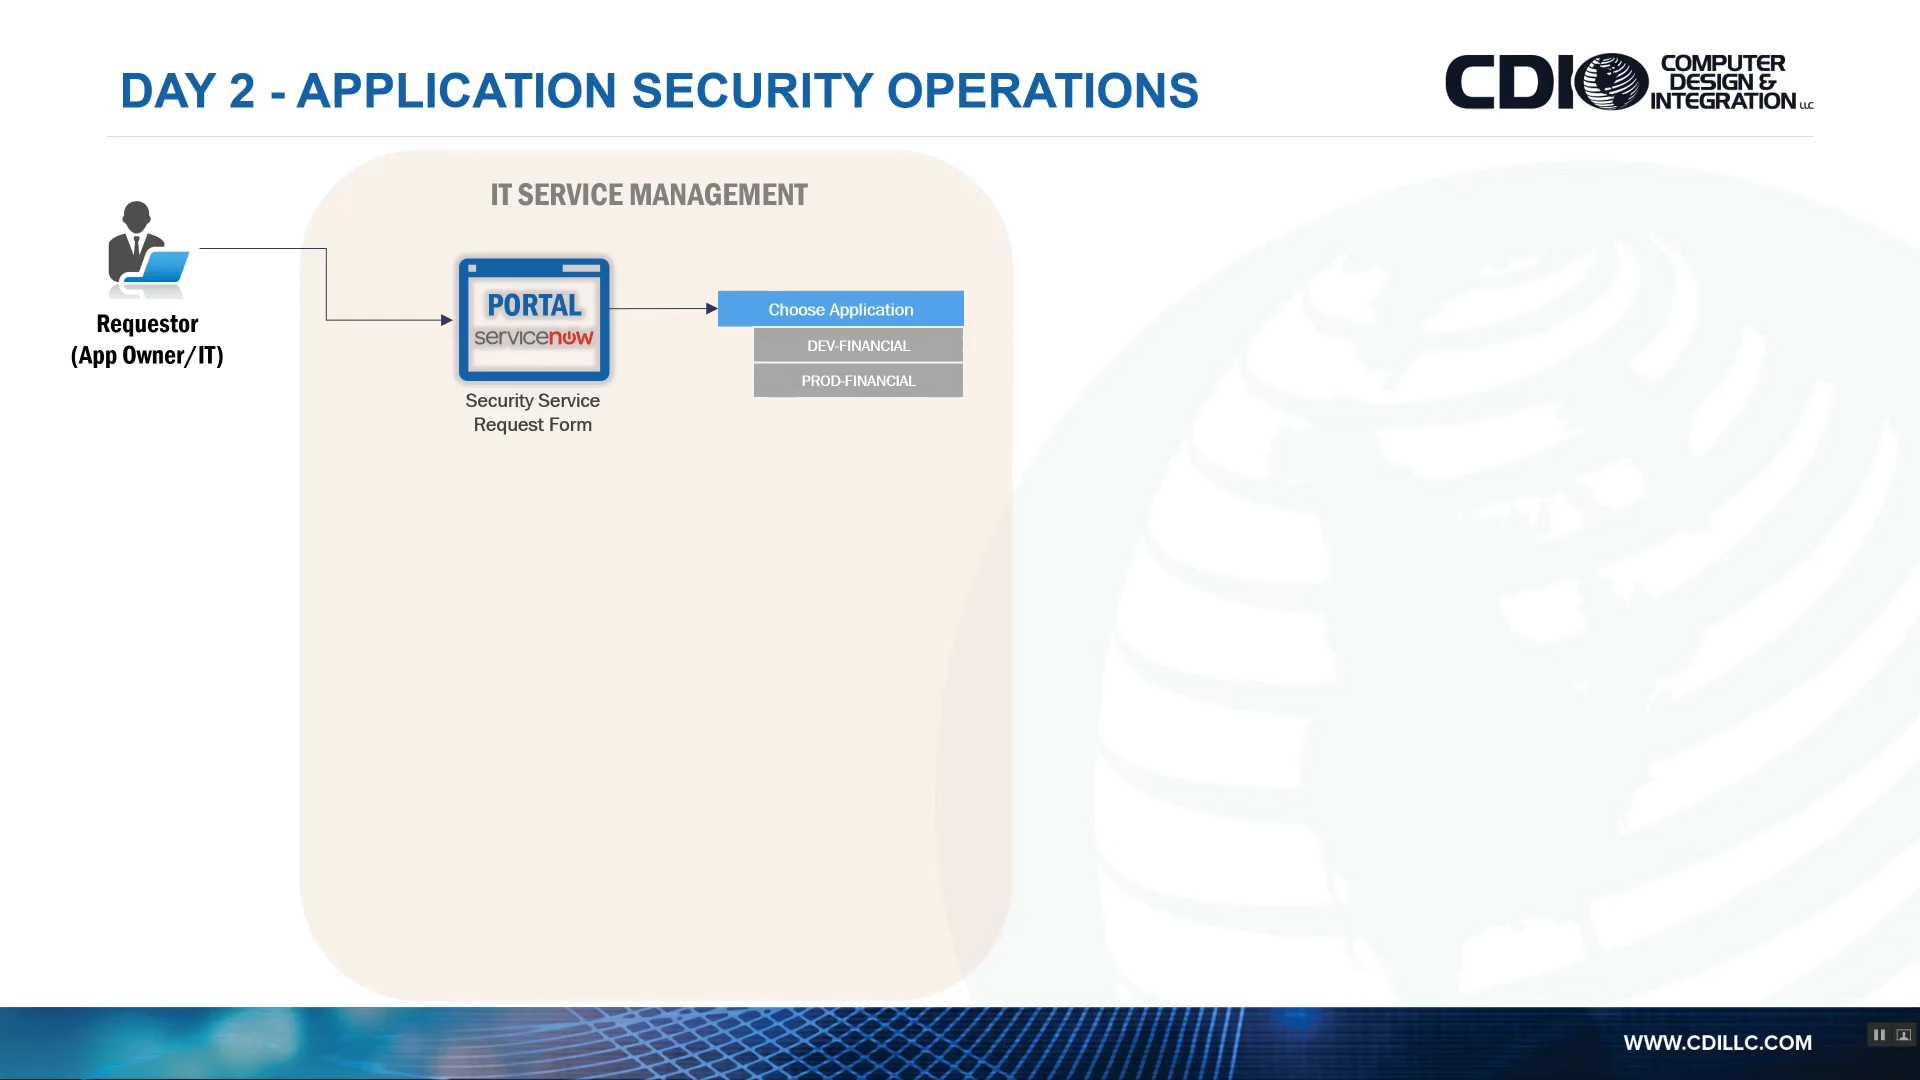 DAY 2 - APPLICATION SECURITY OPERATIONS
CDI
COMPUTER
DESIGN &
INTEGRATION LLC
IT SERVICE MANAGEMENT
Requestor
(App Owner/IT)
PORTAL
servicenow
Security Service
Request Form
Choose Application
DEV-FINANCIAL
PROD-FINANCIAL
WWW.CDILLC.COM